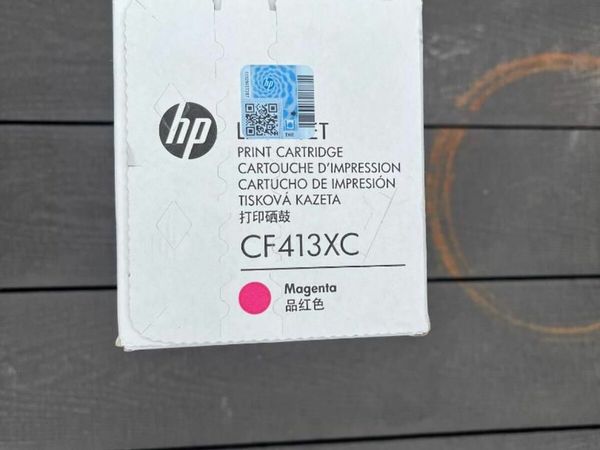 hp
PRINT CARTRIDGE
CARTOUCHE D'IMPRESSION
CARTUCHO DE IMPRESIÓN
TISKOVÁ KAZETA
打印硒鼓
CF413XC
Magenta
品红色